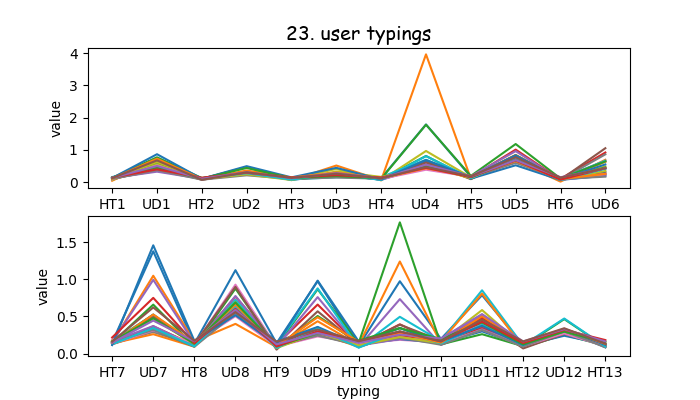 23. user typings
value
4
3
2
1
0
HT1 UD1 HT2 UD2 HT3 UD3 HT4 UD4 HT5 UD5 HT6 UD6
value
1.5
1.0
0.5
0.0
HT7 UD7 HT8 UD8 HT9 UD9 HT10 UD10 HT11 UD11 HT12 UD12 HT13
typing